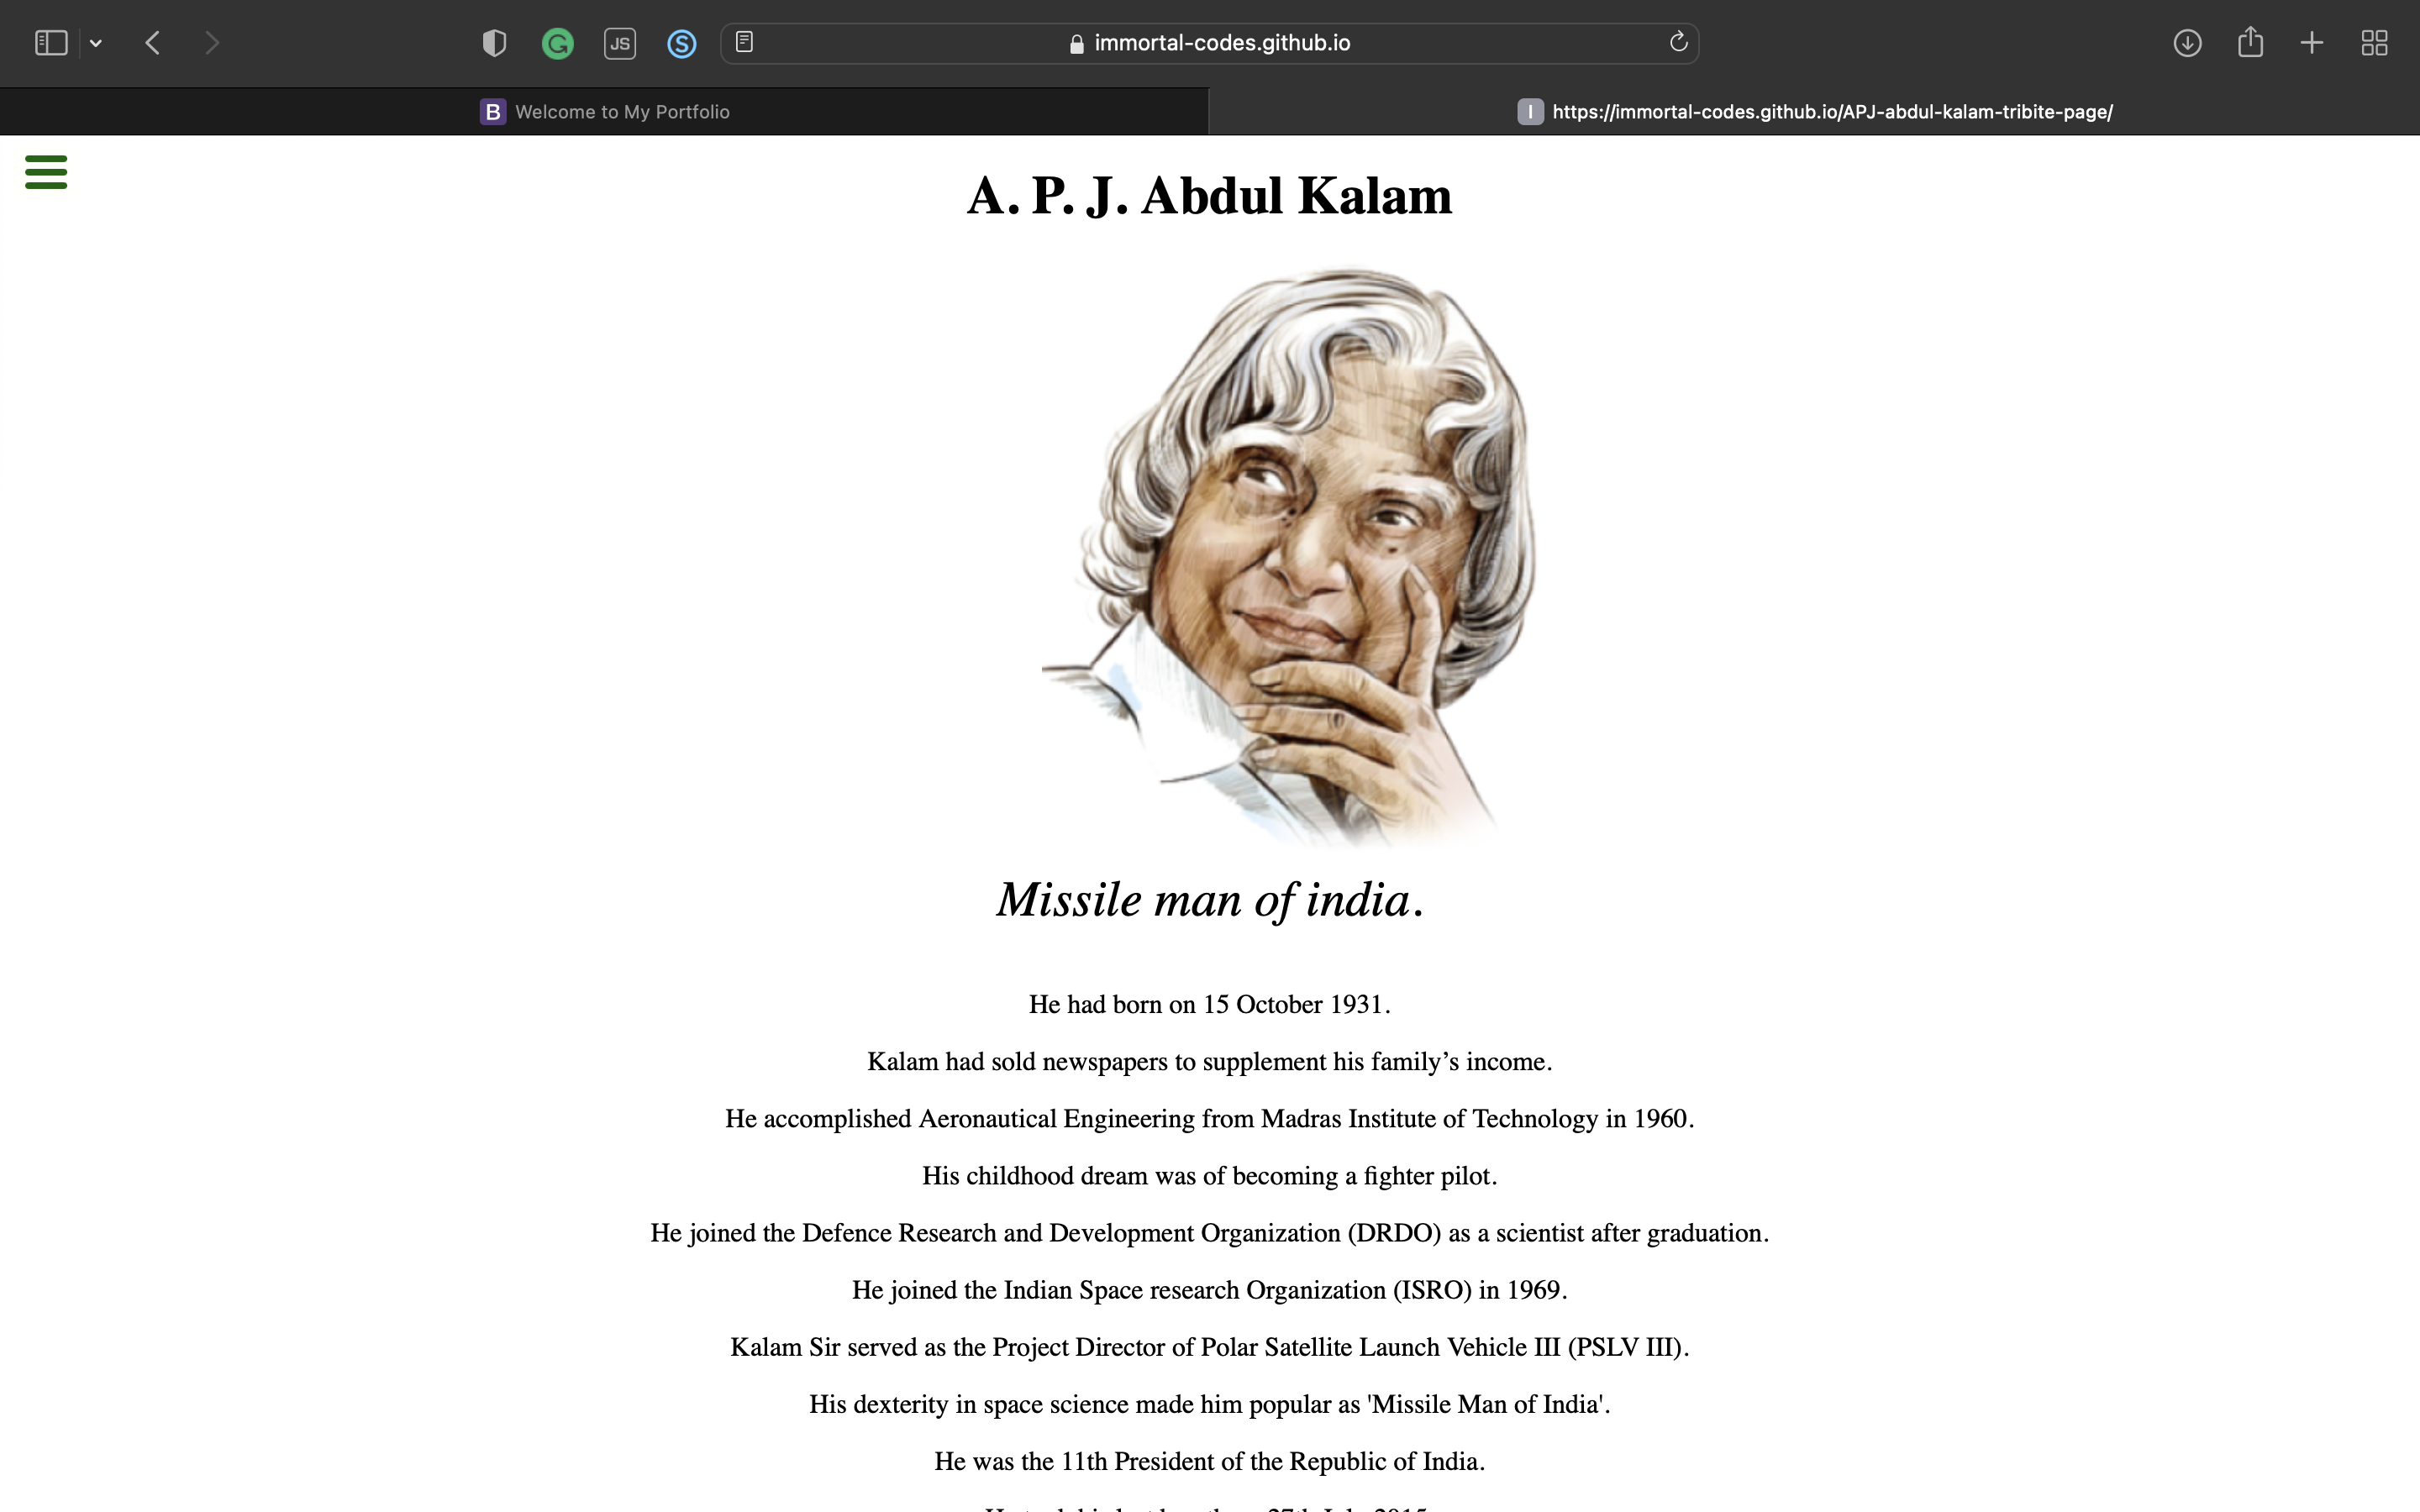 JS
immortal-codes.github.io
B Welcome to My Portfolio
I https://immortal-codes.github.io/APJ-abdul-kalam-tribite-page/
A. P. J. Abdul Kalam
Missile man of india.
He had born on 15 October 1931.
Kalam had sold newspapers to supplement his family’s income.
He accomplished Aeronautical Engineering from Madras Institute of Technology in 1960.
His childhood dream was of becoming a fighter pilot.
He joined the Defence Research and Development Organization (DRDO) as a scientist after graduation.
He joined the Indian Space research Organization (ISRO) in 1969.
Kalam Sir served as the Project Director of Polar Satellite Launch Vehicle III (PSLV III).
His dexterity in space science made him popular as 'Missile Man of India'.
He was the 11th President of the Republic of India.